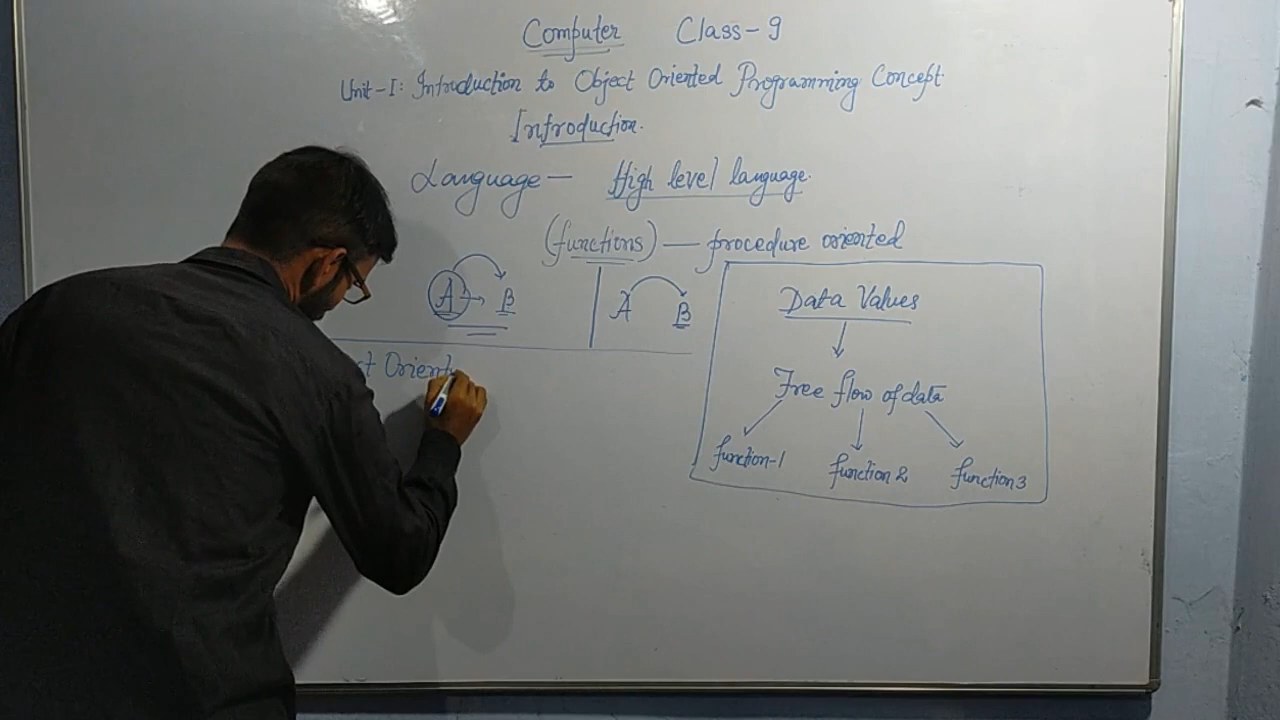 Computer Class-9
Unit-I: Introduction to Object Oriented Programming Concept.
Introduction.
Language — High level language.
(functions) — procedure oriented
A B A B
Data Values
Free flow of data
function-1 function 2 function 3
Orient